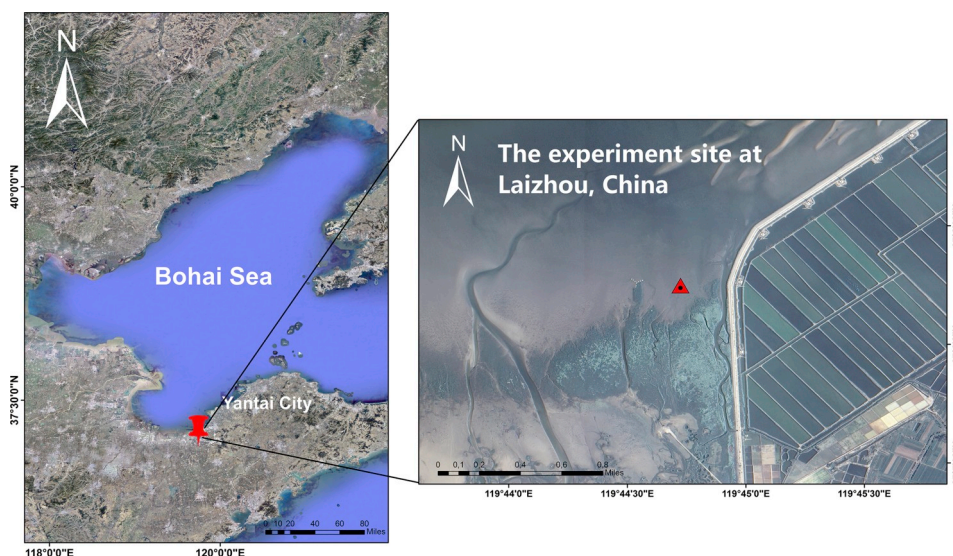 N
40°0'0"N
Bohai Sea
37°30'0"N
Yantai City
0 10 20 40 60 80
Miles
118°0'0"E 120°0'0"E
N
The experiment site at
Laizhou, China
0 0.1 0.2 0.4 0.6 0.8
Miles
119°44'0"E 119°44'30"E 119°45'0"E 119°45'30"E